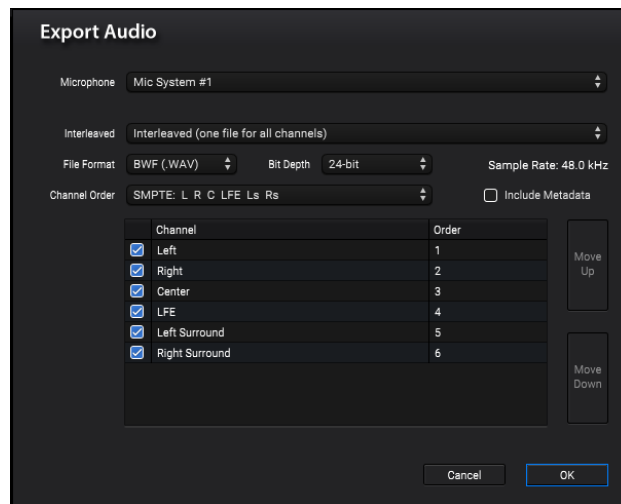 Export Audio
Microphone Mic System #1
Interleaved Interleaved (one file for all channels)
File Format BWF (.WAV) Bit Depth 24-bit Sample Rate: 48.0 kHz
Channel Order SMPTE: L R C LFE Ls Rs Include Metadata
Channel Order
Left 1
Right 2
Center 3
LFE 4
Left Surround 5
Right Surround 6
Move
Up
Move
Down
Cancel OK